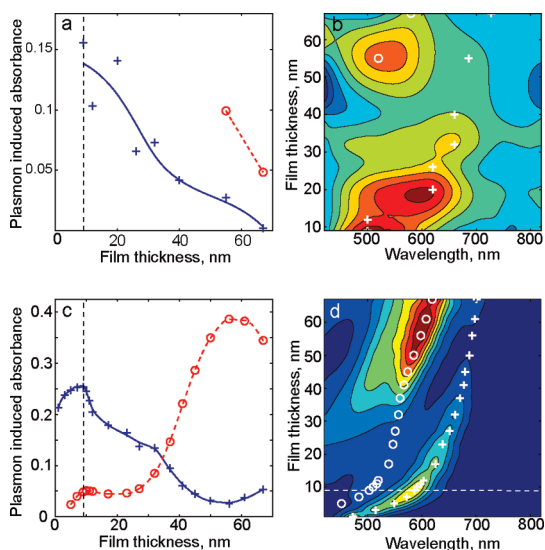 a
0.15
0.1
0.05
0 20 40 60
Plasmon induced absorbance
Film thickness, nm
b
60
50
40
30
20
10
500 600 700 800
Film thickness, nm
Wavelength, nm
c
0.4
0.3
0.2
0.05
0
0 10 20 30 40 50 60 70
Plasmon induced absorbance
Film thickness, nm
d
60
50
40
30
20
10
500 600 700 800
Film thickness, nm
Wavelength, nm